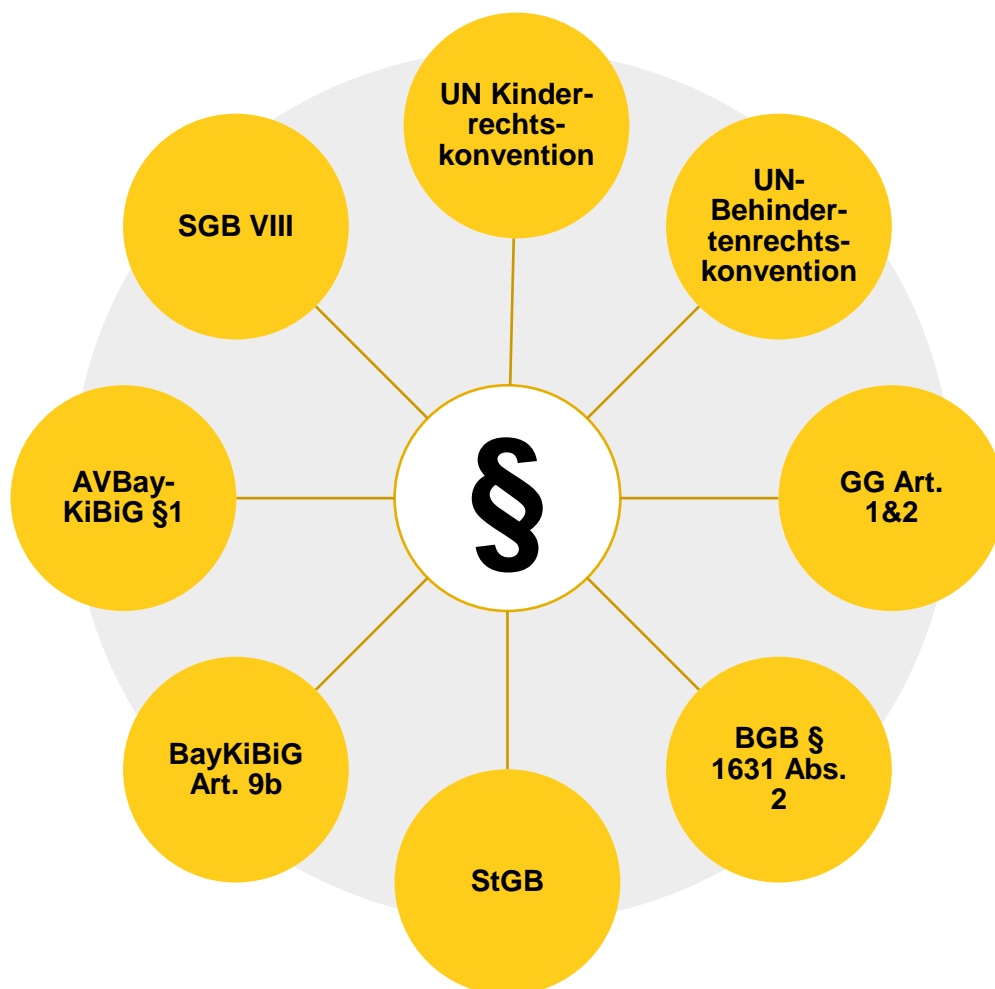 UN Kinder-
rechts-
konvention
UN-
Behinder-
tenrechts-
konvention
GG Art.
1&2
BGB §
1631 Abs.
2
StGB
BayKiBiG
Art. 9b
AVBay-
KiBiG §1
SGB VIII
§